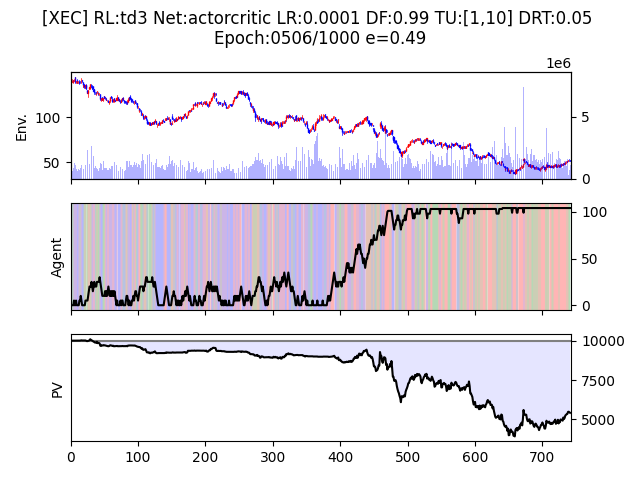 [XEC] RL:td3 Net:actorcritic LR:0.0001 DF:0.99 TU:[1,10] DRT:0.05
Epoch:0506/1000 e=0.49
1e6
Env.
100
50
5
0
Agent
100
50
0
PV
10000
7500
5000
0 100 200 300 400 500 600 700